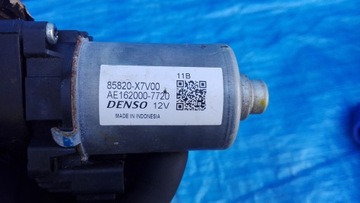 11B
85820-X7V00 A
AE162000-7720
DENSO 12V
MADE IN INDONESIA